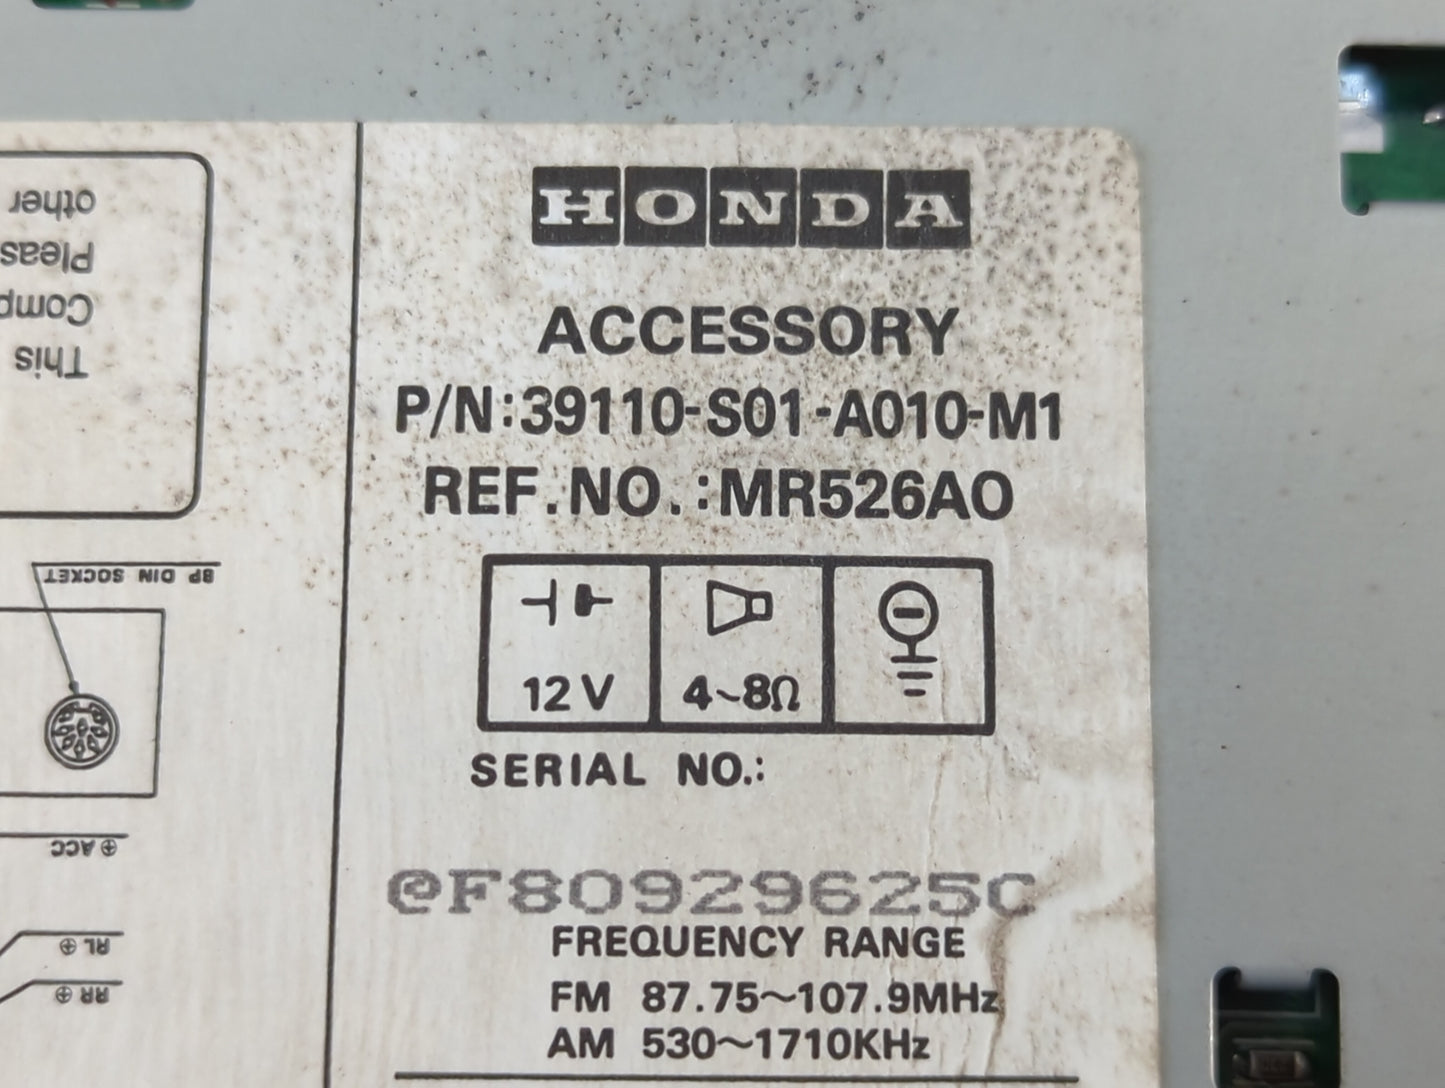 HONDA
ACCESSORY
P/N:39110-S01-A010-M1
REF.NO.:MR526AO
12V
4~8Ω
SERIAL NO.:
@F80929625C
FREQUENCY RANGE
FM 87.75~107.9MHz
AM 530~1710KHz
RR ⊕
RL ⊕
⊕ ACC
8P DIN SOCKET
This
Comp
Pleas
other